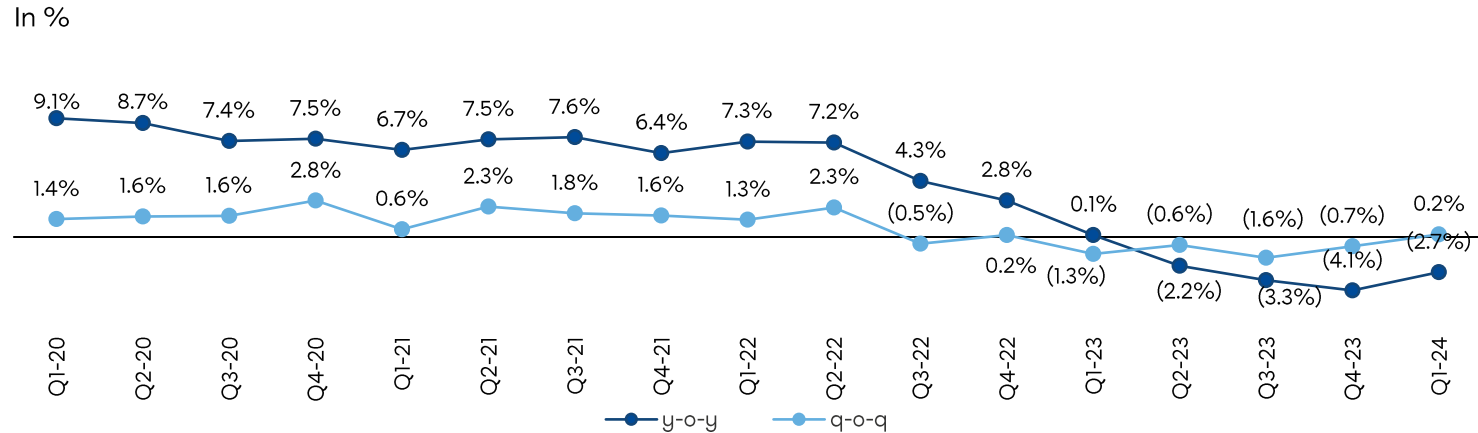 In %
9.1% 8.7% 7.4% 7.5% 6.7% 7.5% 7.6% 6.4% 7.3% 7.2% 4.3% 2.8% 0.1% (2.2%) (3.3%) (4.1%) (2.7%)
1.4% 1.6% 1.6% 2.8% 0.6% 2.3% 1.8% 1.6% 1.3% 2.3% (0.5%) 0.2% (1.3%) (0.6%) (1.6%) (0.7%) 0.2%
Q1-20 Q2-20 Q3-20 Q4-20 Q1-21 Q2-21 Q3-21 Q4-21 Q1-22 Q2-22 Q3-22 Q4-22 Q1-23 Q2-23 Q3-23 Q4-23 Q1-24
y-o-y q-o-q